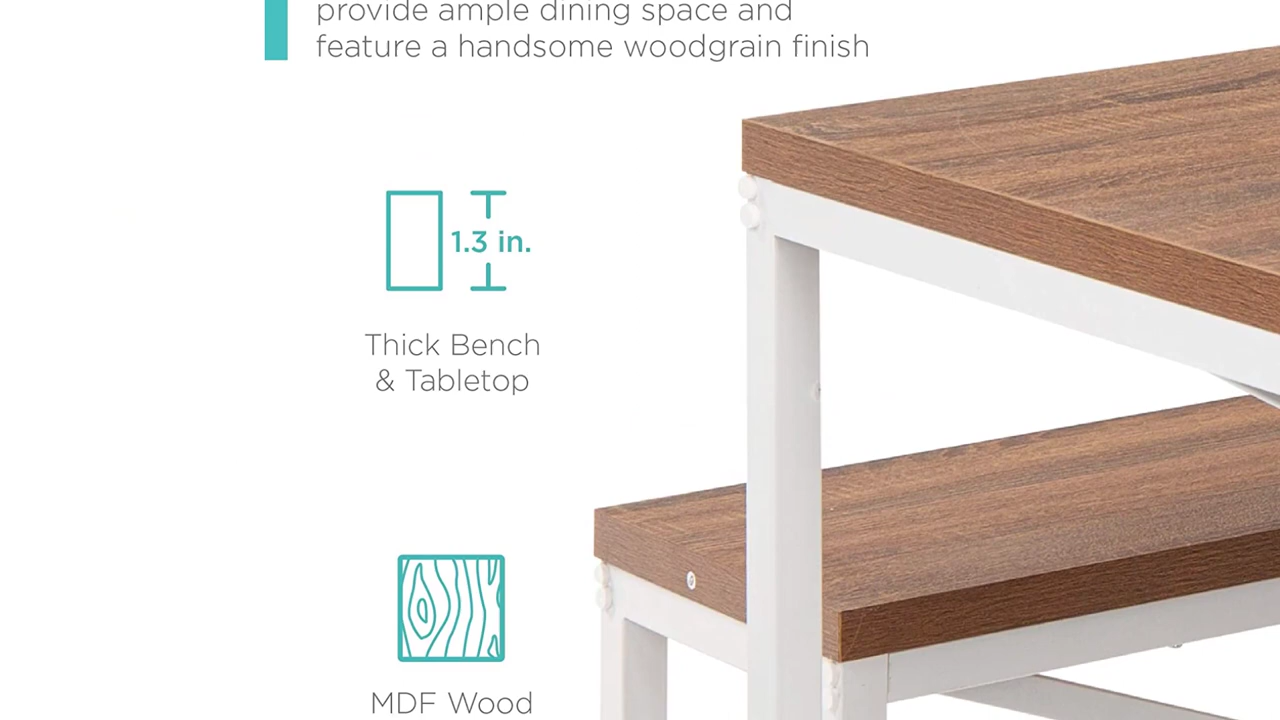 provide ample dining space and
feature a handsome woodgrain finish
1.3 in.
Thick Bench
& Tabletop
MDF Wood